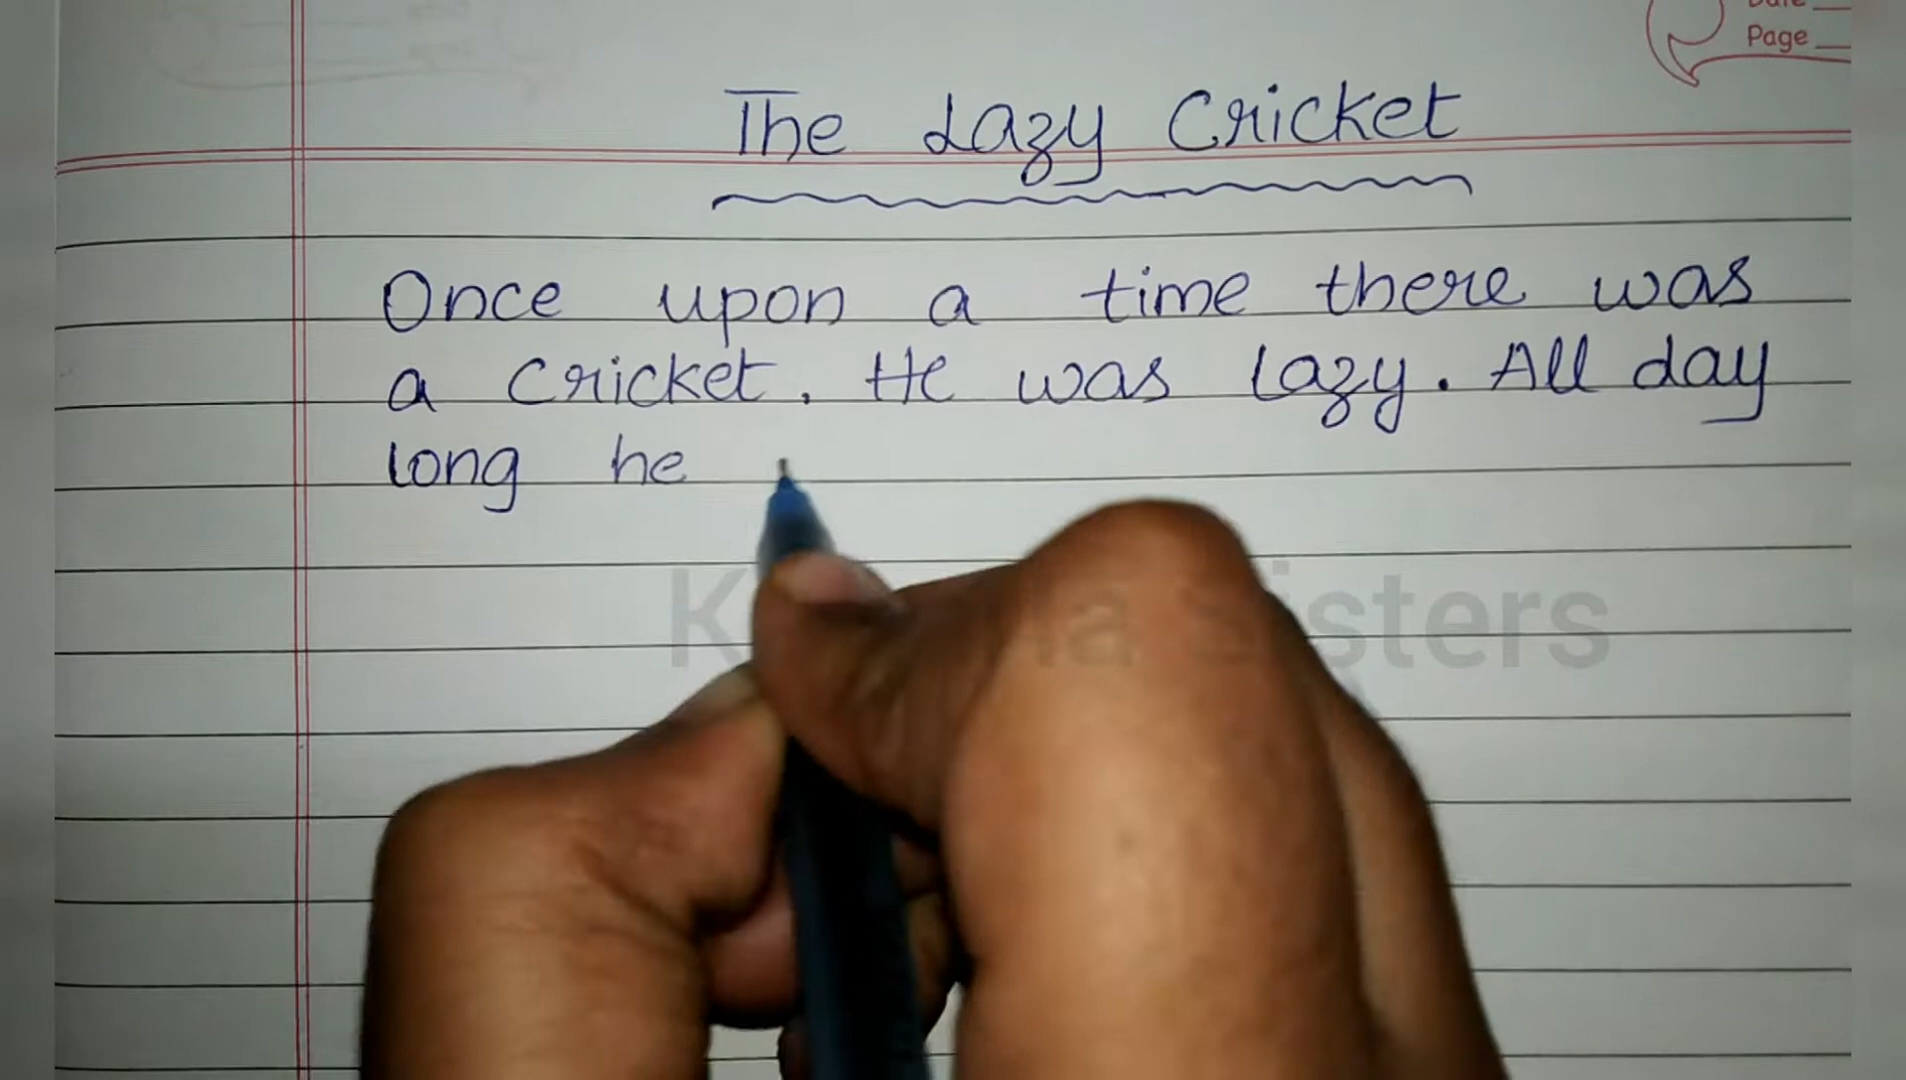 Page
The Lazy Cricket
Once upon a time there was
a Cricket. He was lazy. All day
long he